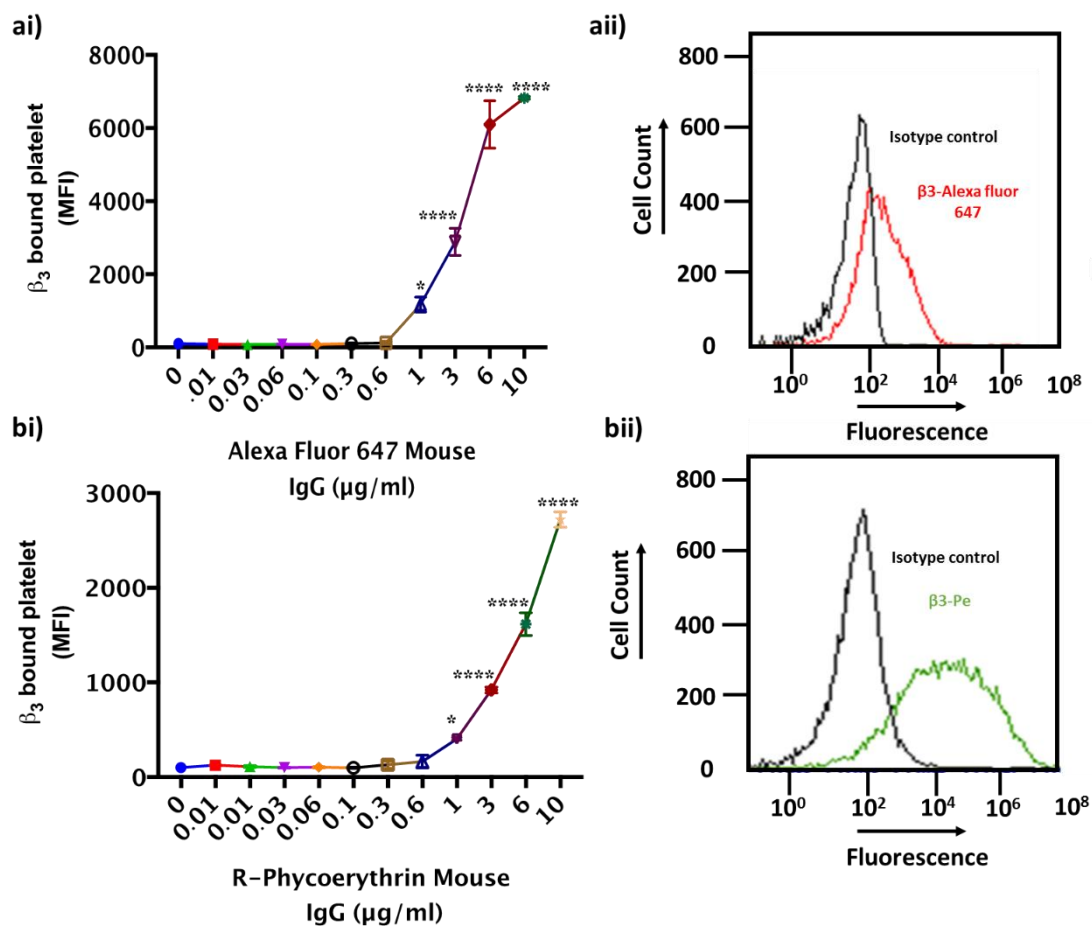 ai)
8000
6000
4000
2000
0
β3 bound platelet
(MFI)
* **** **** ****
0 .01 0.03 0.06 0.1 0.3 0.6 1 3 6 10
Alexa Fluor 647 Mouse
IgG (μg/ml)
aii)
800
600
400
200
0
Cell Count
Isotype control
β3-Alexa fluor
647
10⁰ 10² 10⁴ 10⁶ 10⁸
Fluorescence
bi)
3000
2000
1000
0
β3 bound platelet
(MFI)
* **** **** ****
0 0.01 0.01 0.03 0.06 0.1 0.3 0.6 1 3 6 10
R-Phycoerythrin Mouse
IgG (μg/ml)
bii)
800
600
400
200
0
Cell Count
Isotype control
β3-Pe
10⁰ 10² 10⁴ 10⁶ 10⁸
Fluorescence